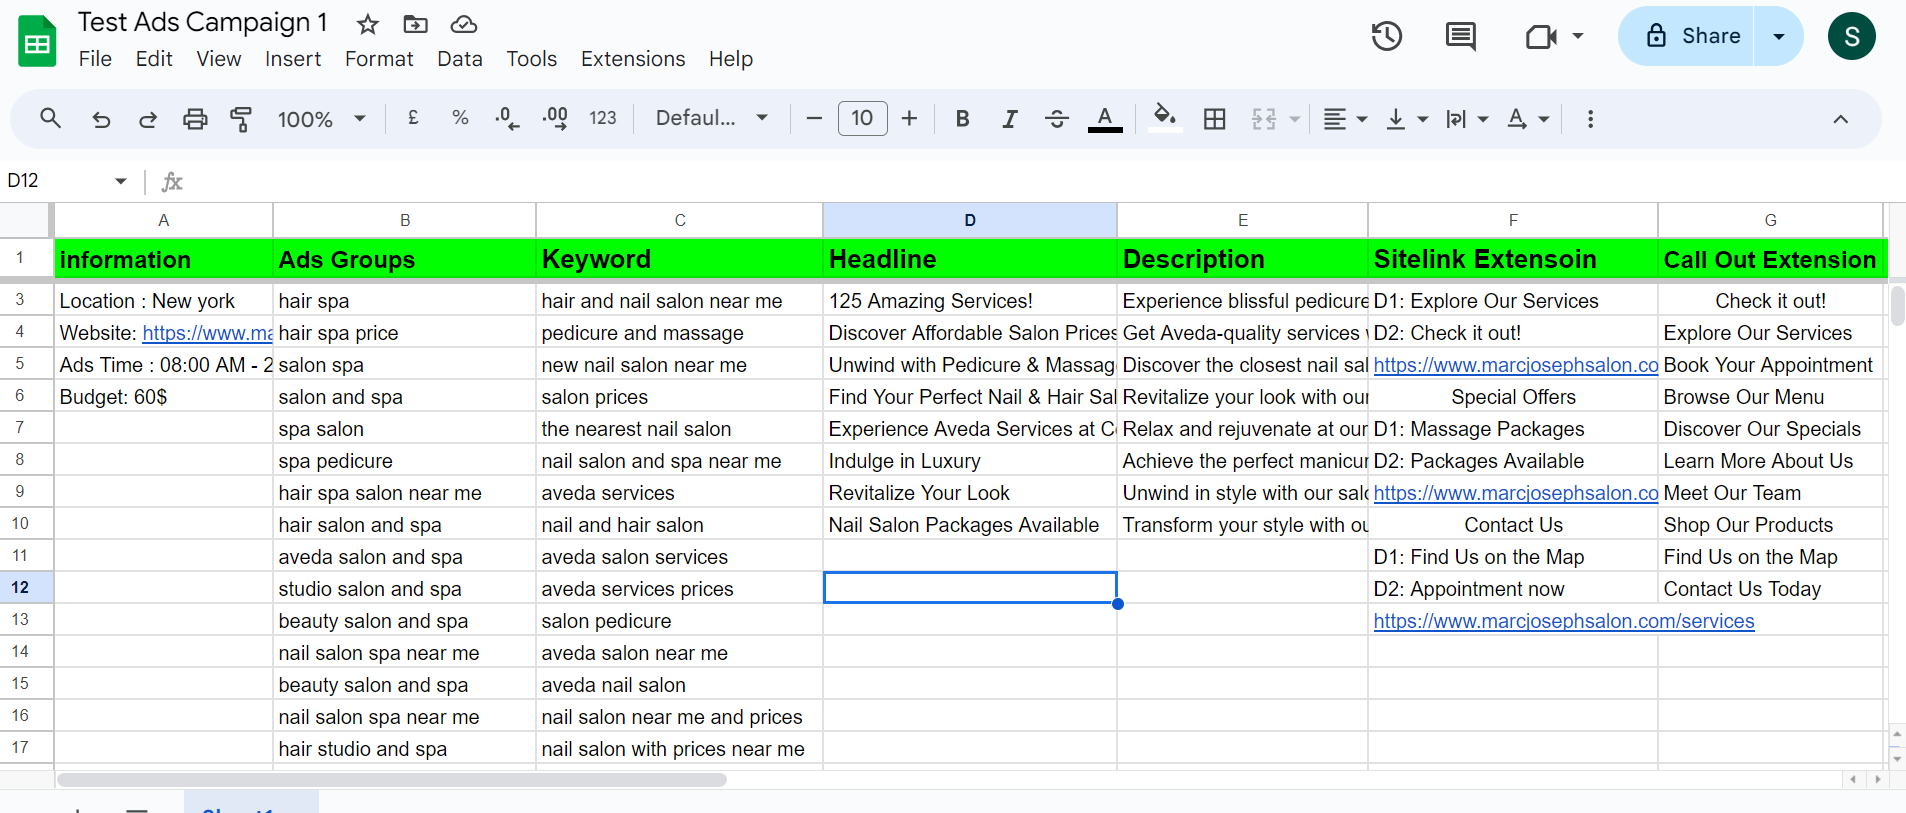 Test Ads Campaign 1
File Edit View Insert Format Data Tools Extensions Help
Share
S
100% £ % .0 .00 123 Defaul... 10 B I A A
D12 fx
A B C D E F G
1 information Ads Groups Keyword Headline Description Sitelink Extensoin Call Out Extension
3 Location : New york hair spa hair and nail salon near me 125 Amazing Services! Experience blissful pedicure D1: Explore Our Services Check it out!
4 Website: https://www.ma hair spa price pedicure and massage Discover Affordable Salon Prices Get Aveda-quality services D2: Check it out! Explore Our Services
5 Ads Time : 08:00 AM - 2 salon spa new nail salon near me Unwind with Pedicure & Massag Discover the closest nail sal https://www.marcjosephsalon.co Book Your Appointment
6 Budget: 60$ salon and spa salon prices Find Your Perfect Nail & Hair Sal Revitalize your look with our Special Offers Browse Our Menu
7 spa salon the nearest nail salon Experience Aveda Services at Relax and rejuvenate at our D1: Massage Packages Discover Our Specials
8 spa pedicure nail salon and spa near me Indulge in Luxury Achieve the perfect manicur D2: Packages Available Learn More About Us
9 hair spa salon near me aveda services Revitalize Your Look Unwind in style with our salo https://www.marcjosephsalon.co Meet Our Team
10 hair salon and spa nail and hair salon Nail Salon Packages Available Transform your style with ou Contact Us Shop Our Products
11 aveda salon and spa aveda salon services D1: Find Us on the Map Find Us on the Map
12 studio salon and spa aveda services prices D2: Appointment now Contact Us Today
13 beauty salon and spa salon pedicure https://www.marcjosephsalon.com/services
14 nail salon spa near me aveda salon near me
15 beauty salon and spa aveda nail salon
16 nail salon spa near me nail salon near me and prices
17 hair studio and spa nail salon with prices near me